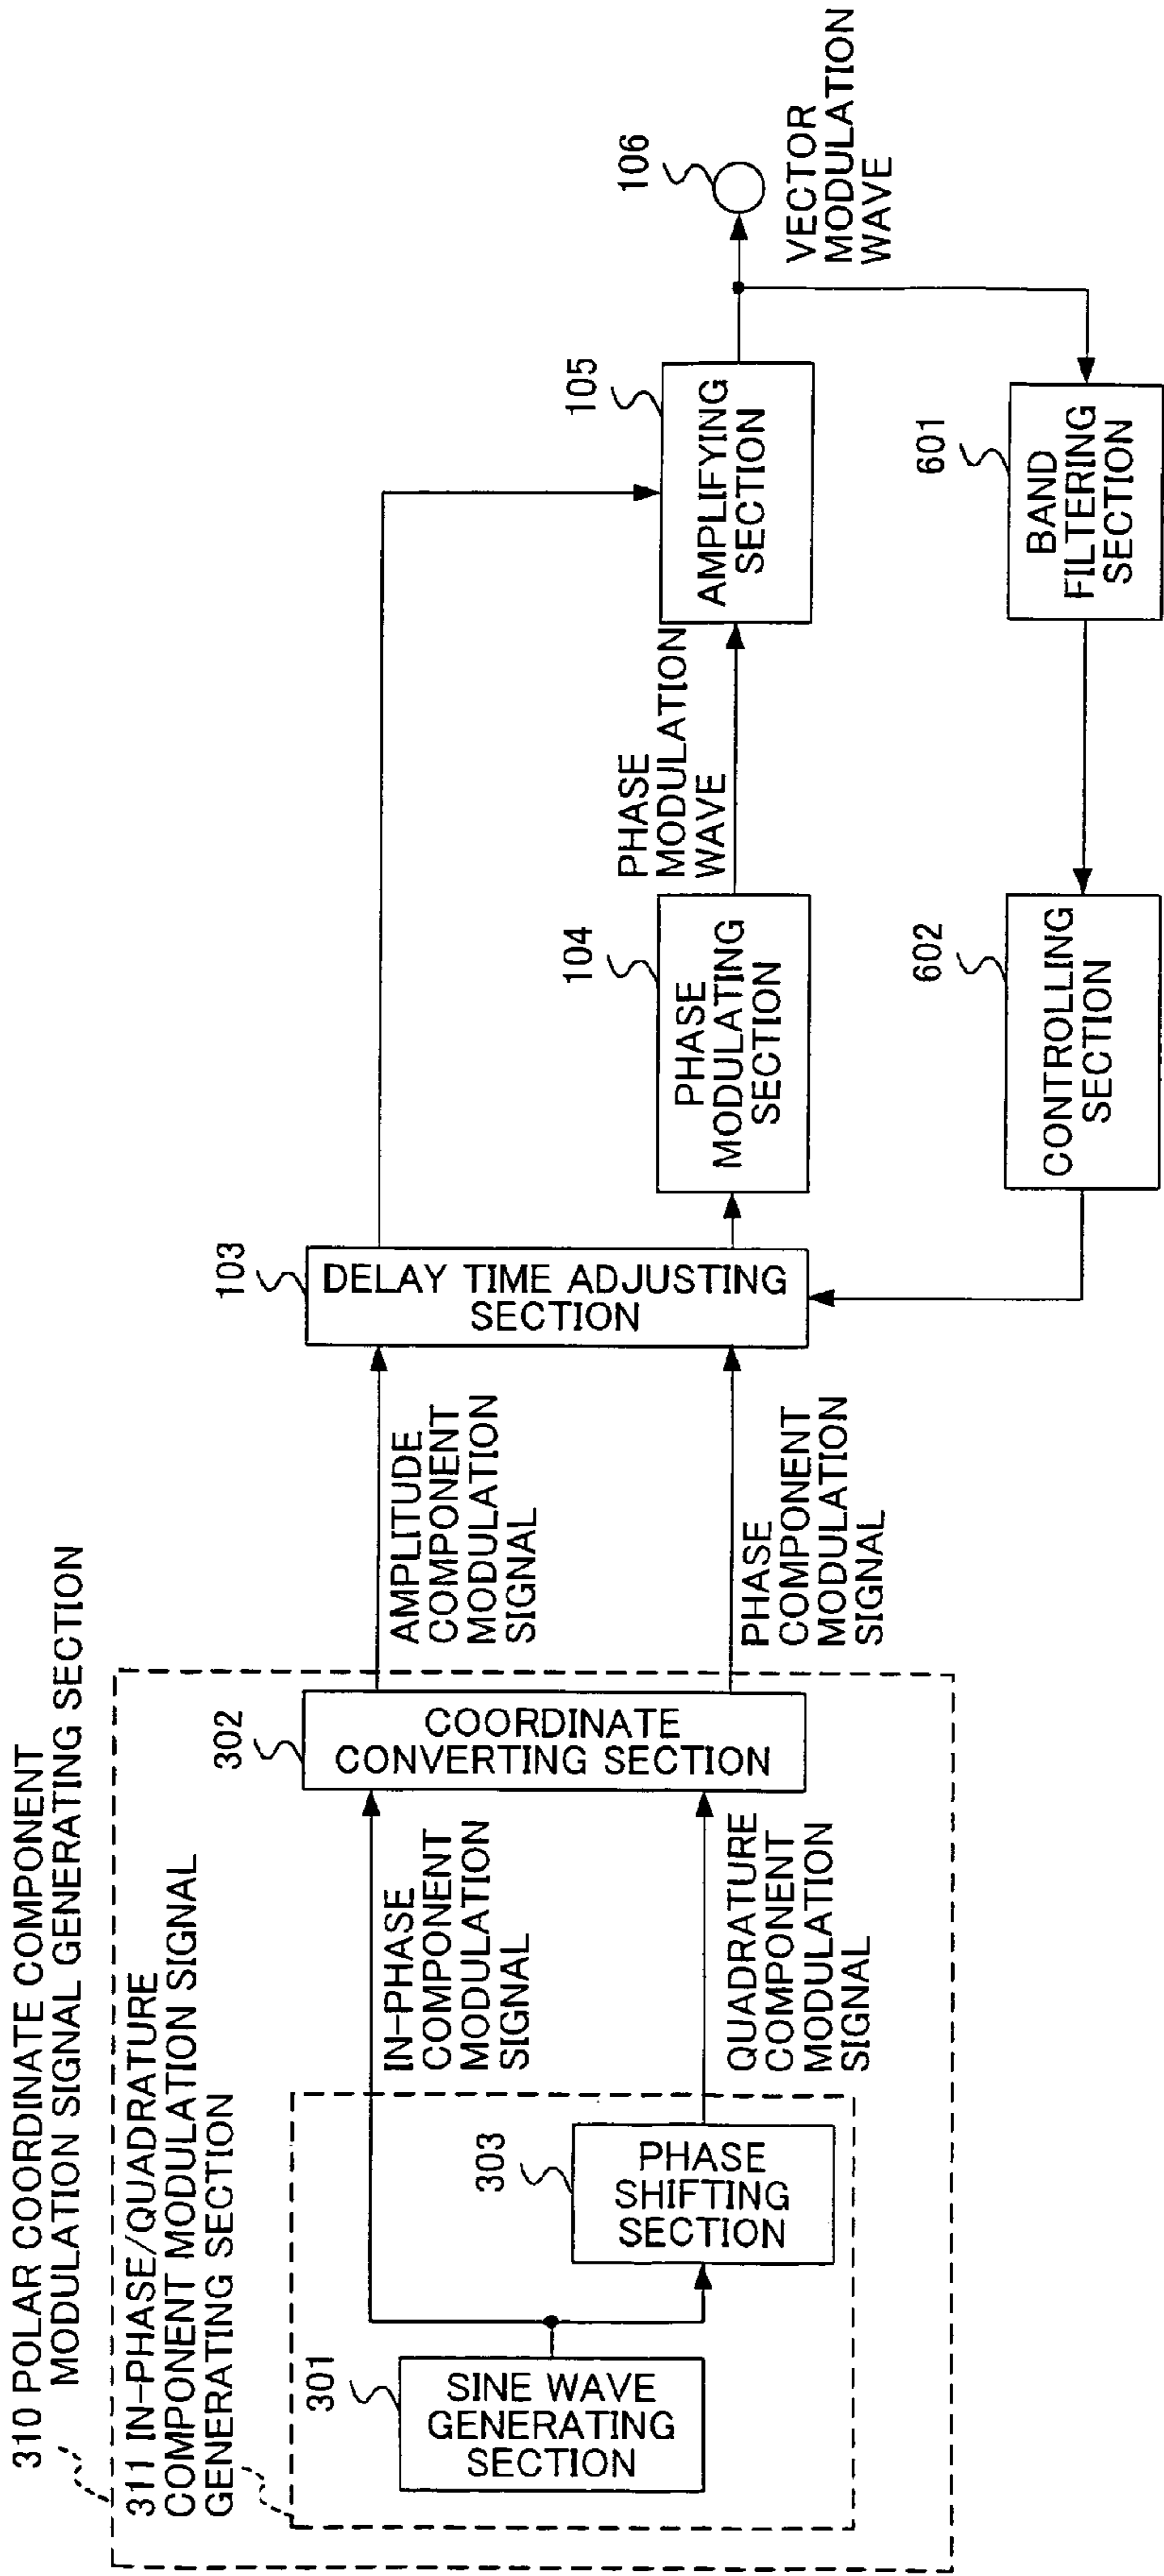 310 POLAR COORDINATE COMPONENT
MODULATION SIGNAL GENERATING SECTION
311 IN-PHASE/QUADRATURE
COMPONENT MODULATION SIGNAL
GENERATING SECTION
301
SINE WAVE
GENERATING
SECTION
303
PHASE
SHIFTING
SECTION
IN-PHASE
COMPONENT
MODULATION
SIGNAL
QUADRATURE
COMPONENT
MODULATION
SIGNAL
302
COORDINATE
CONVERTING SECTION
AMPLITUDE
COMPONENT
MODULATION
SIGNAL
PHASE
COMPONENT
MODULATION
SIGNAL
103
DELAY TIME ADJUSTING
SECTION
104
PHASE
MODULATING
SECTION
PHASE
MODULATION
WAVE
105
AMPLIFYING
SECTION
106
VECTOR
MODULATION
WAVE
601
BAND
FILTERING
SECTION
602
CONTROLLING
SECTION